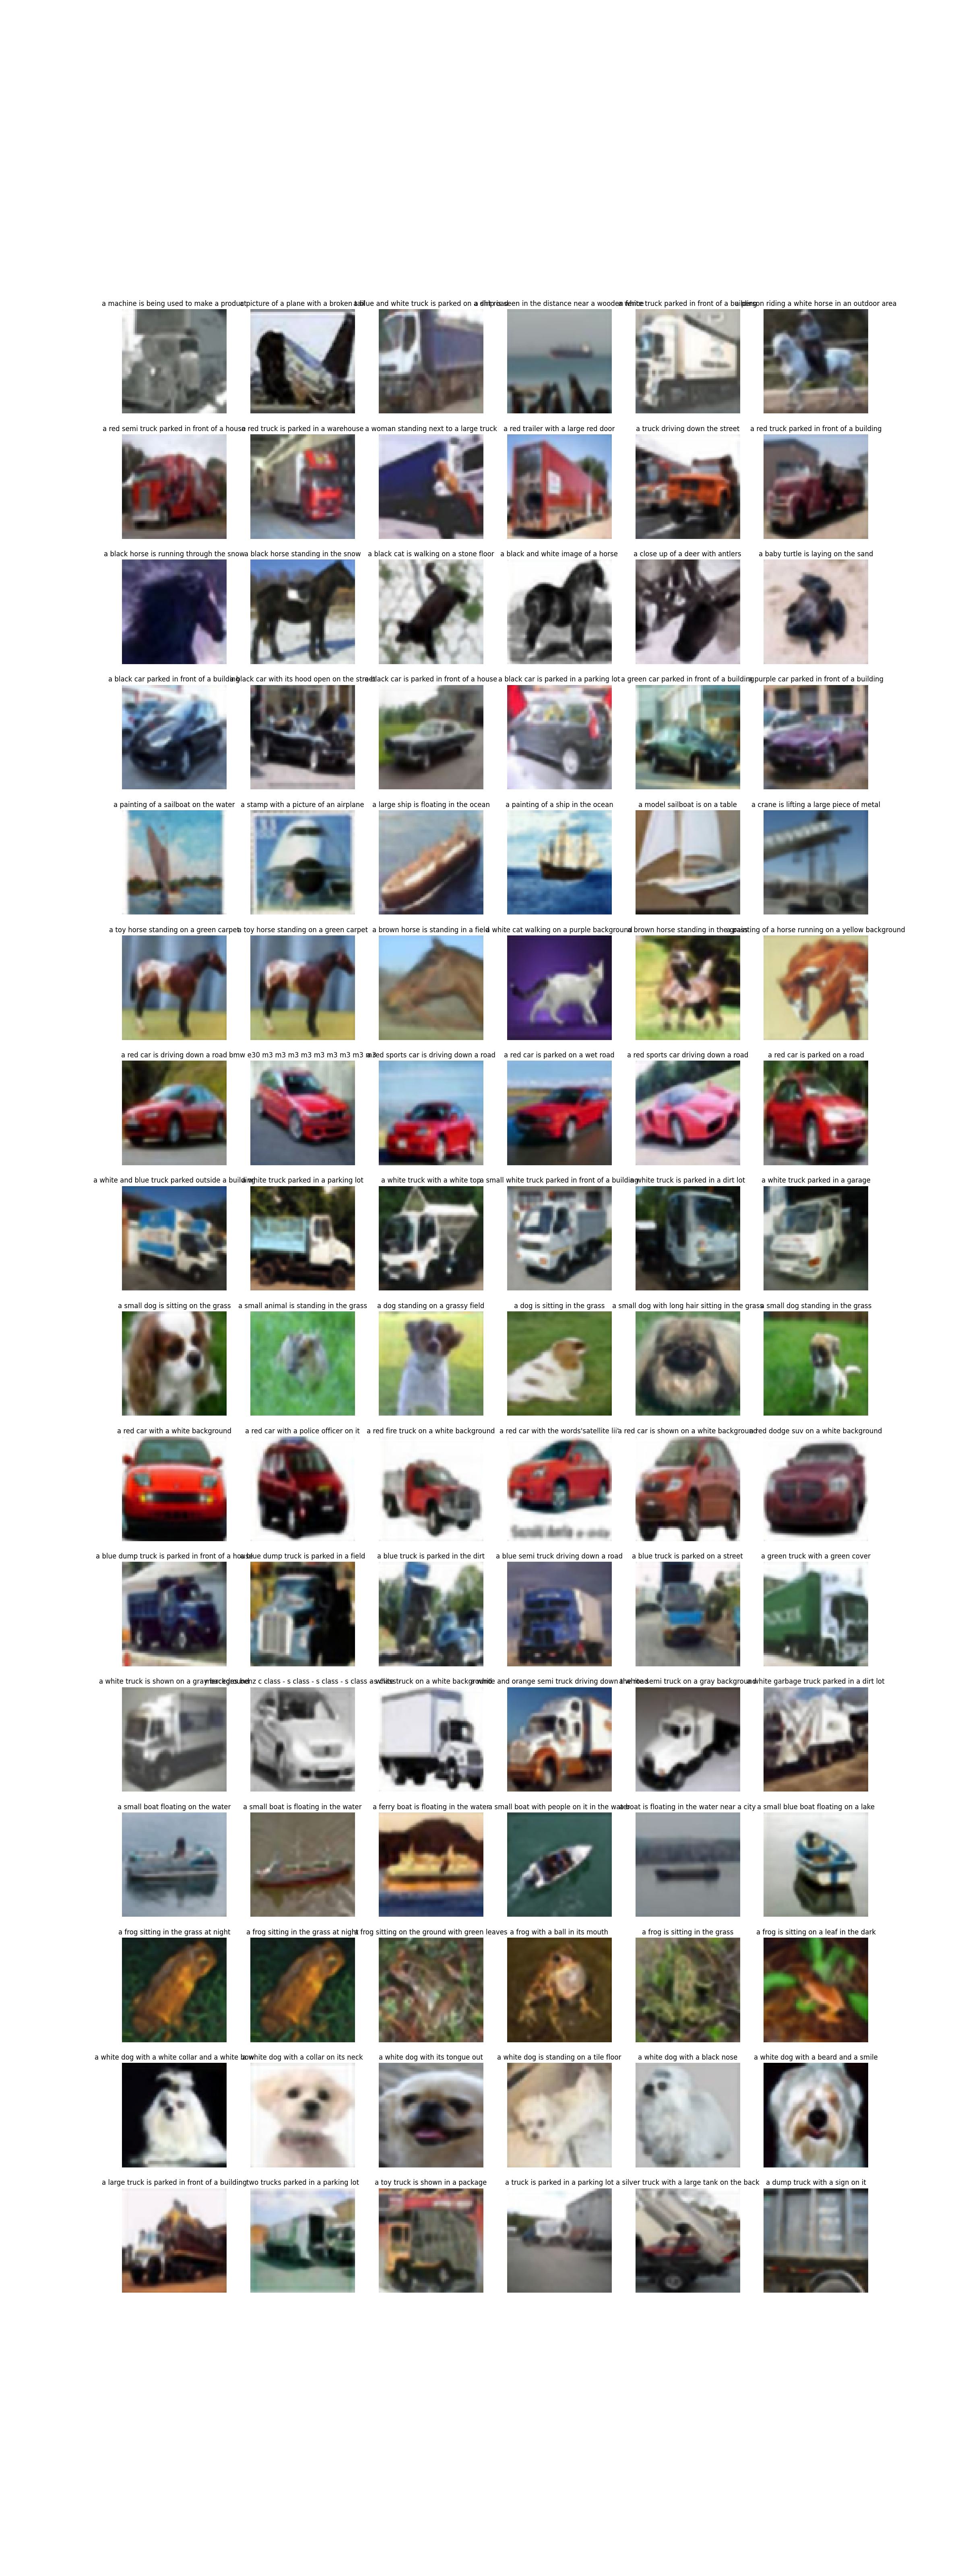 a machine is being used to make a product
a picture of a plane with a broken tail
a blue and white truck is parked on a dirt road
a ship is seen in the distance near a wooden fence
a white truck parked in front of a building
a person riding a white horse in an outdoor area
a red semi truck parked in front of a house
a red truck is parked in a warehouse
a woman standing next to a large truck
a red trailer with a large red door
a truck driving down the street
a red truck parked in front of a building
a black horse is running through the snow
a black horse standing in the snow
a black cat is walking on a stone floor
a black and white image of a horse
a close up of a deer with antlers
a baby turtle is laying on the sand
a black car parked in front of a building
a black car with its hood open on the street
a black car is parked in front of a house
a black car is parked in a parking lot
a green car parked in front of a building
a purple car parked in front of a building
a painting of a sailboat on the water
a stamp with a picture of an airplane
a large ship is floating in the ocean
a painting of a ship in the ocean
a model sailboat is on a table
a crane is lifting a large piece of metal
a toy horse standing on a green carpet
a toy horse standing on a green carpet
a brown horse is standing in a field
a white cat walking on a purple background
a brown horse standing in the grass
a painting of a horse running on a yellow background
a red car is driving down a road
bmw e30 m3 m3 m3 m3 m3 m3 m3 m3 m3
a red sports car is driving down a road
a red car is parked on a wet road
a red sports car driving down a road
a red car is parked on a road
a white and blue truck parked outside a building
a white truck parked in a parking lot
a white truck with a white top
a small white truck parked in front of a building
a white truck is parked in a dirt lot
a white truck parked in a garage
a small dog is sitting on the grass
a small animal is standing in the grass
a dog standing on a grassy field
a dog is sitting in the grass
a small dog with long hair sitting in the grass
a small dog standing in the grass
a red car with a white background
a red car with a police officer on it
a red fire truck on a white background
a red car with the words'satellite lil'
a red car is shown on a white background
a red dodge suv on a white background
a blue dump truck is parked in front of a house
a blue dump truck is parked in a field
a blue truck is parked in the dirt
a blue semi truck driving down a road
a blue truck is parked on a street
a green truck with a green cover
a white truck is shown on a gray background
mercedes benz c class - s class - s class - s class
a white truck on a white background
a white and orange semi truck driving down the road
a white semi truck on a gray background
a white garbage truck parked in a dirt lot
a small boat floating on the water
a small boat is floating in the water
a ferry boat is floating in the water
a small boat with people on it in the water
a boat is floating in the water near a city
a small blue boat floating on a lake
a frog sitting in the grass at night
a frog sitting in the grass at night
a frog sitting on the ground with green leaves
a frog with a ball in its mouth
a frog is sitting in the grass
a frog is sitting on a leaf in the dark
a white dog with a white collar and a white bow
a white dog with a collar on its neck
a white dog with its tongue out
a white dog is standing on a tile floor
a white dog with a black nose
a white dog with a beard and a smile
a large truck is parked in front of a building
two trucks parked in a parking lot
a toy truck is shown in a package
a truck is parked in a parking lot
a silver truck with a large tank on the back
a dump truck with a sign on it